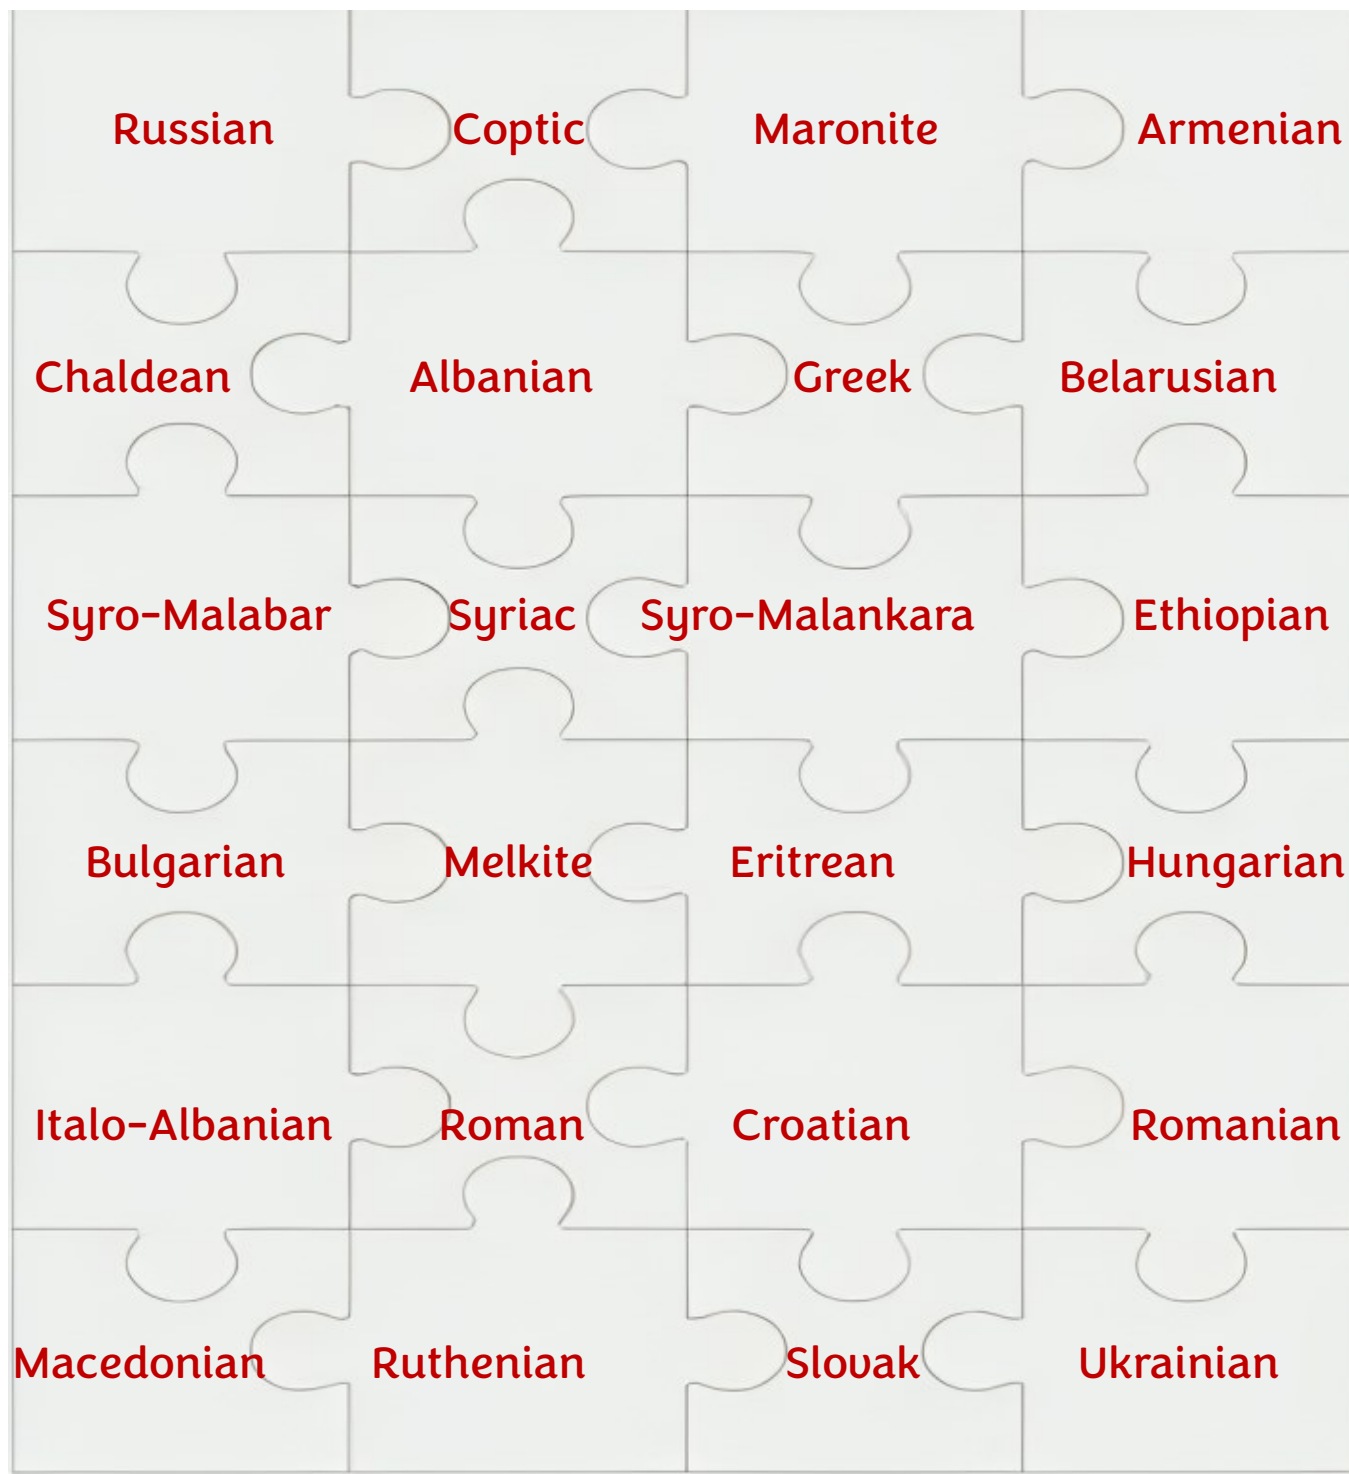 Russian Coptic Maronite Armenian
Chaldean Albanian Greek Belarusian
Syro-Malabar Syriac Syro-Malankara Ethiopian
Bulgarian Melkite Eritrean Hungarian
Italo-Albanian Roman Croatian Romanian
Macedonian Ruthenian Slovak Ukrainian